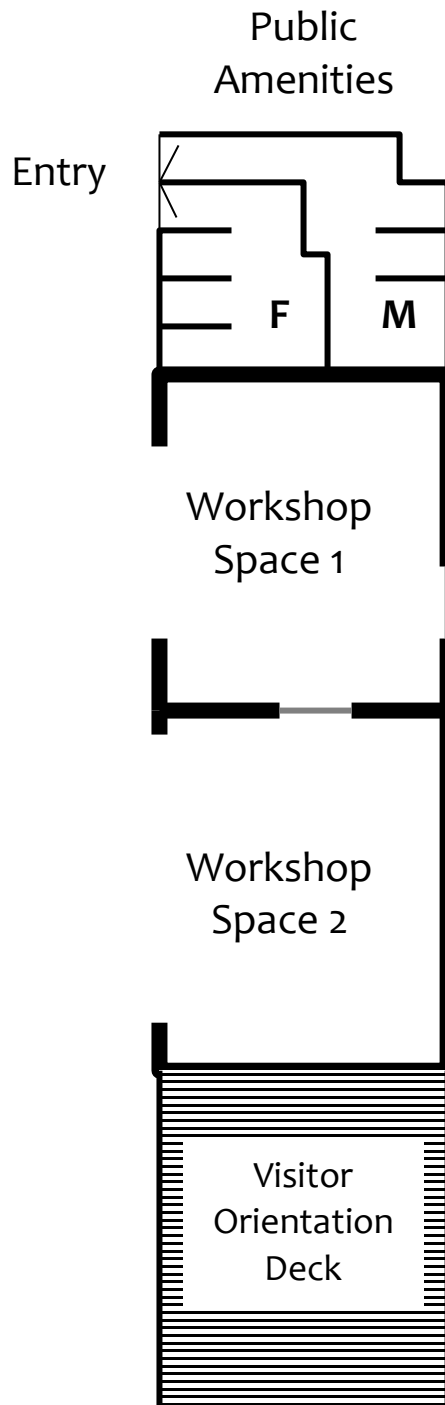 Public
Amenities
Entry
F
M
Workshop
Space 1
Workshop
Space 2
Visitor
Orientation
Deck